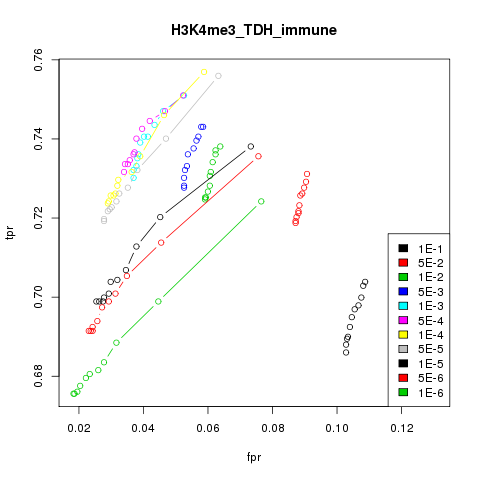 H3K4me3_TDH_immune
tpr
0.76
0.74
0.72
0.70
0.68
0.02 0.04 0.06 0.08 0.10 0.12
fpr
1E-1
5E-2
1E-2
5E-3
1E-3
5E-4
1E-4
5E-5
1E-5
5E-6
1E-6